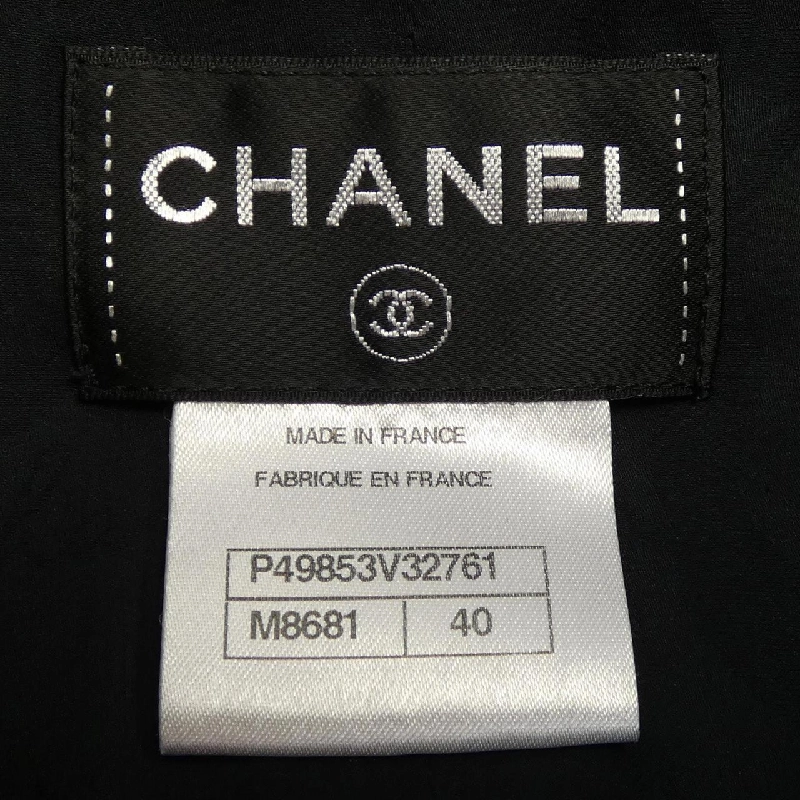 CHANEL
MADE IN FRANCE
FABRIQUE EN FRANCE
P49853V32761
M8681 40